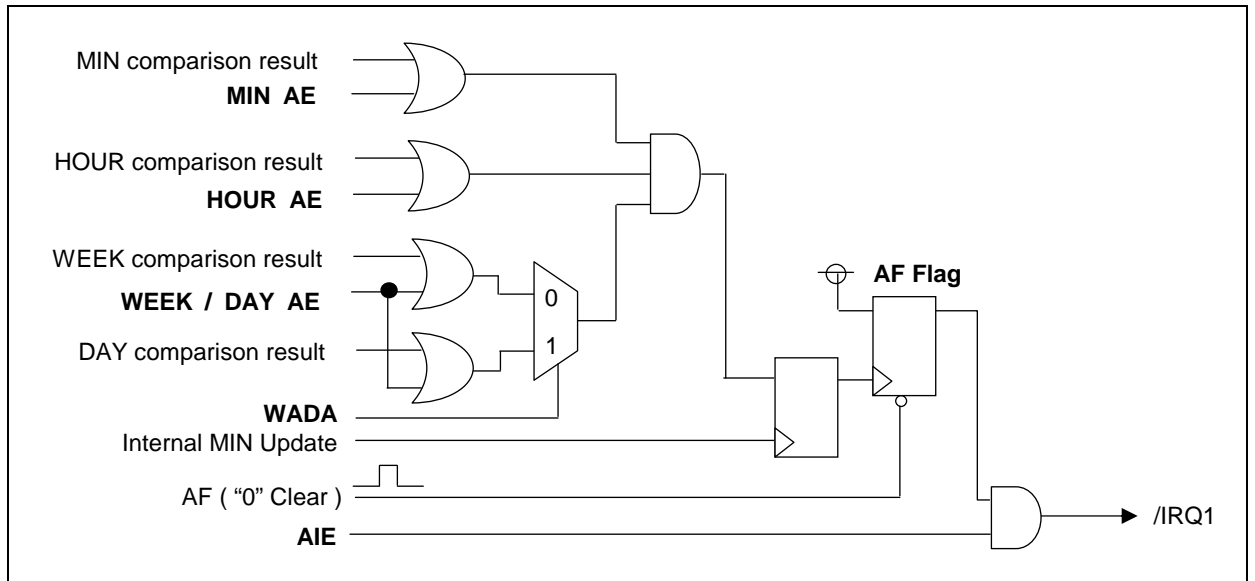 MIN comparison result
MIN AE
HOUR comparison result
HOUR AE
WEEK comparison result
WEEK / DAY AE
0
AF Flag
DAY comparison result
1
WADA
Internal MIN Update
AF ( “0” Clear )
/IRQ1
AIE